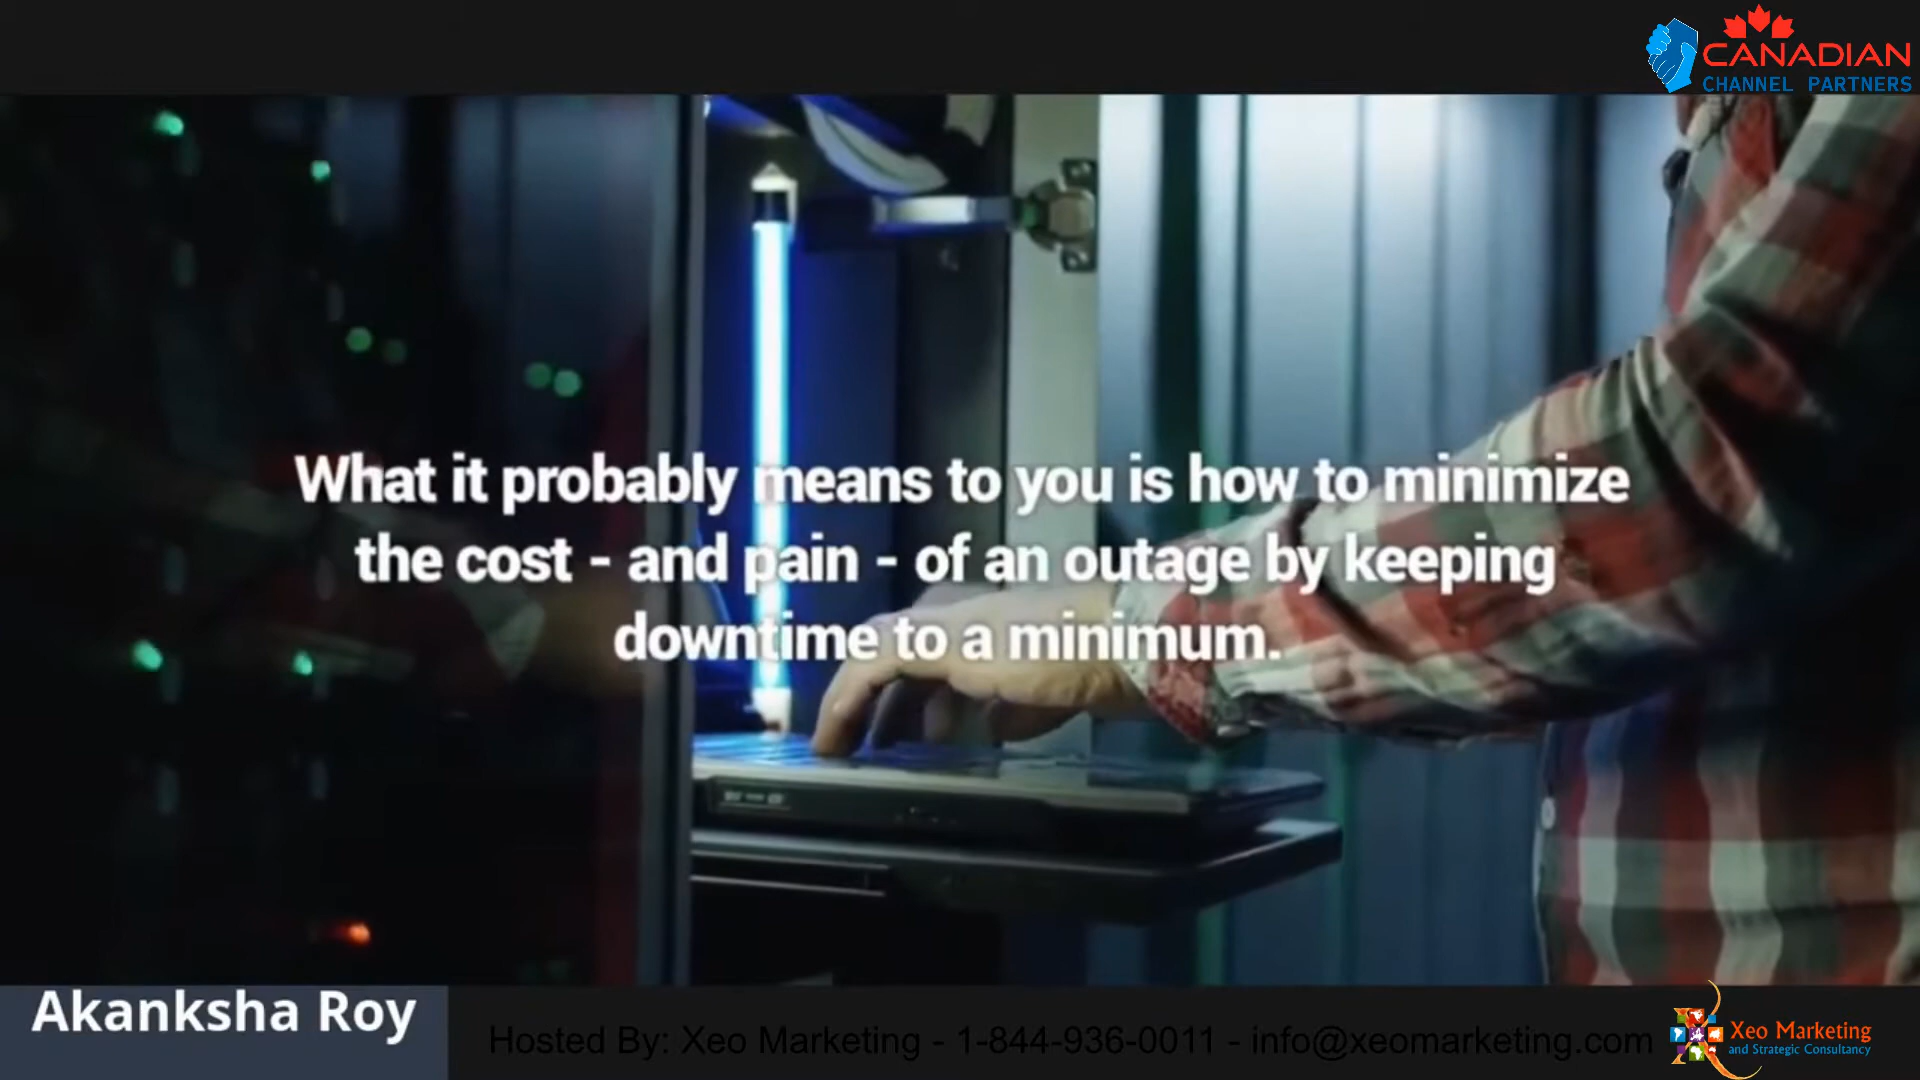 CANADIAN
CHANNEL PARTNERS
What it probably means to you is how to minimize
the cost - and pain - of an outage by keeping
downtime to a minimum.
Akanksha Roy
Hosted By: Xeo Marketing - 1-844-936-0011 - info@xeomarketing.com
Xeo Marketing
and Strategic Consultancy